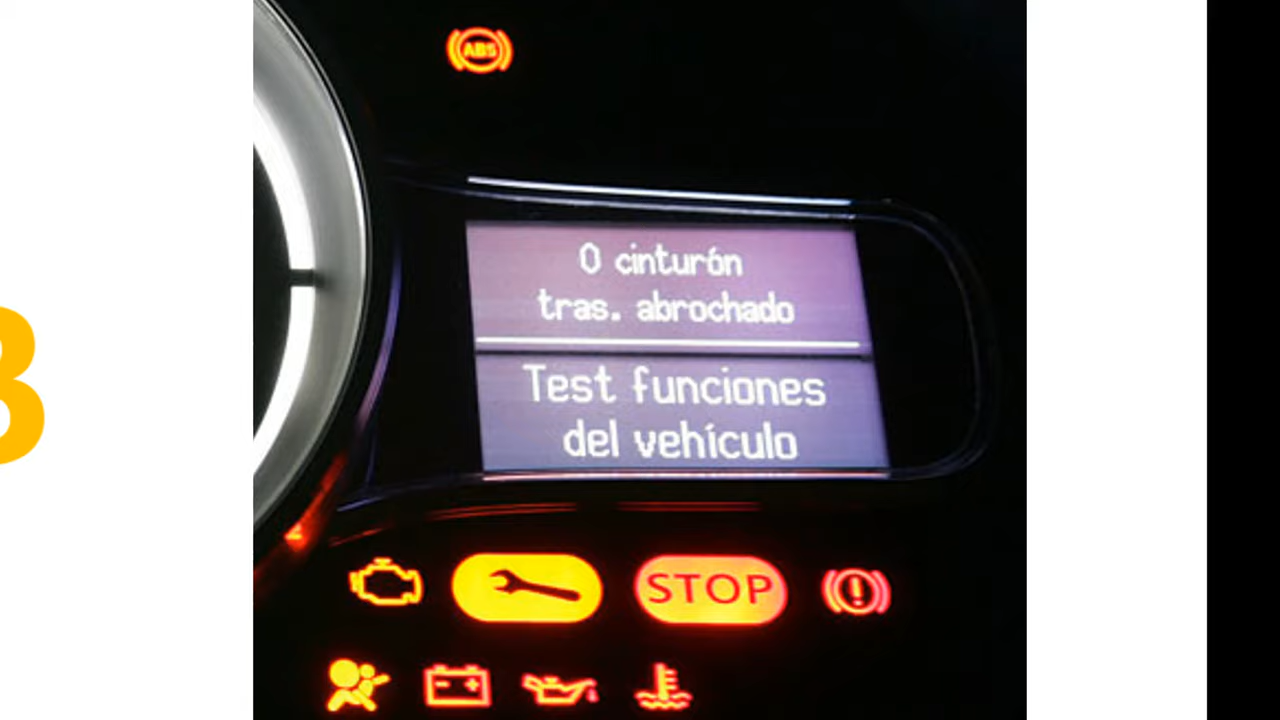 ABS
0 cinturón
tras. abrochado
Test funciones
del vehículo
STOP